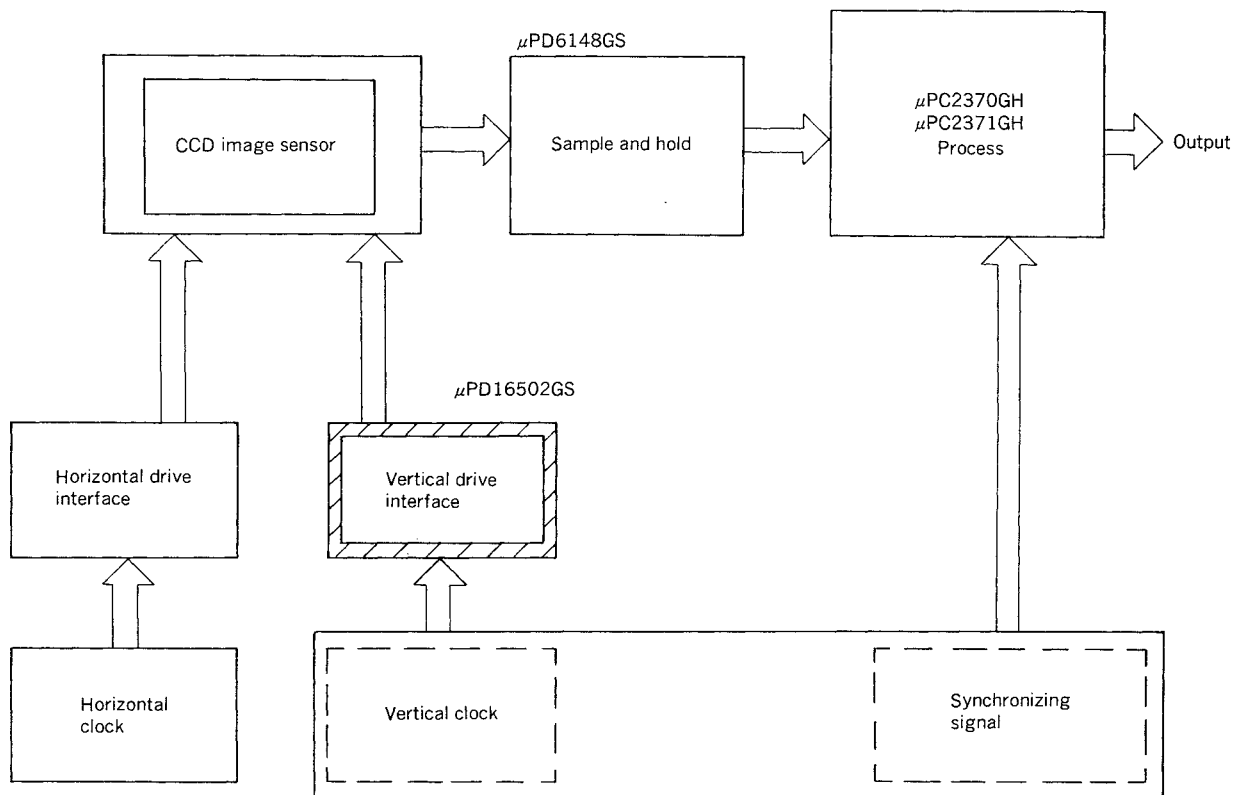 μPD6148GS
CCD image sensor
Sample and hold
μPC2370GH
μPC2371GH
Process
Output
μPD16502GS
Horizontal drive
interface
Vertical drive
interface
Horizontal
clock
Vertical clock
Synchronizing
signal